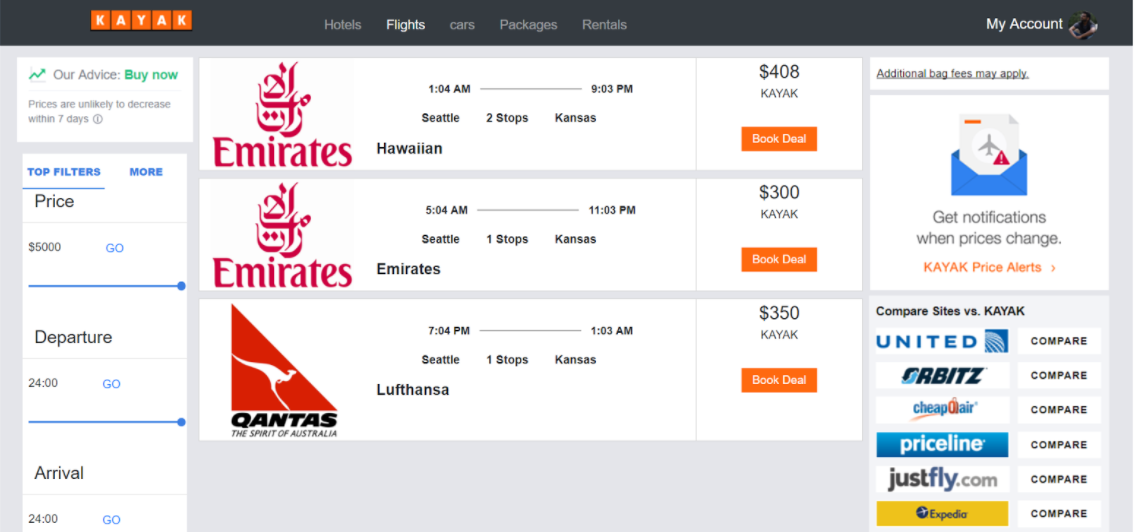 KAYAK
Hotels Flights cars Packages Rentals
My Account
Our Advice: Buy now
Prices are unlikely to decrease
within 7 days
TOP FILTERS MORE
Price
$5000 GO
Departure
24:00 GO
Arrival
24:00 GO
Emirates
1:04 AM 9:03 PM
Seattle 2 Stops Kansas
Hawaiian
$408
KAYAK
Book Deal
Emirates
5:04 AM 11:03 PM
Seattle 1 Stops Kansas
Emirates
$300
KAYAK
Book Deal
QANTAS
THE SPIRIT OF AUSTRALIA
7:04 PM 1:03 AM
Seattle 1 Stops Kansas
Lufthansa
$350
KAYAK
Book Deal
Additional bag fees may apply.
Get notifications
when prices change.
KAYAK Price Alerts ›
Compare Sites vs. KAYAK
UNITED COMPARE
ORBITZ COMPARE
cheapOair COMPARE
priceline COMPARE
justfly.com COMPARE
Expedia COMPARE